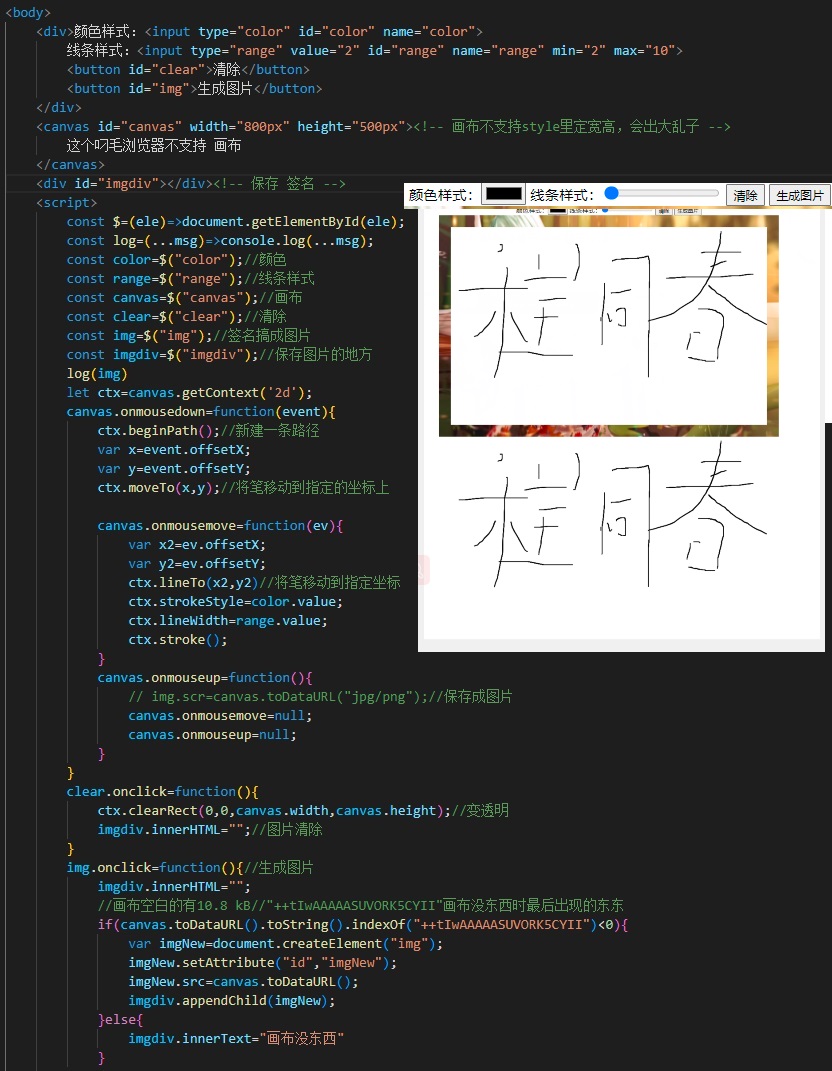 <body>
<div>颜色样式：<input type="color" id="color" name="color">
线条样式：<input type="range" value="2" id="range" name="range" min="2" max="10">
<button id="clear">清除</button>
<button id="img">生成图片</button>
</div>
<canvas id="canvas" width="800px" height="500px"><!-- 画布不支持style里定宽高，会出大乱子 -->
这个叼毛浏览器不支持 画布
</canvas>
<div id="imgdiv"></div><!-- 保存 签名 -->
<script>
const $=(ele)=>document.getElementById(ele);
const log=(...msg)=>console.log(...msg);
const color=$("color");//颜色
const range=$("range");//线条样式
const canvas=$("canvas");//画布
const clear=$("clear");//清除
const img=$("img");//签名搞成图片
const imgdiv=$("imgdiv");//保存图片的地方
log(img)
let ctx=canvas.getContext('2d');
canvas.onmousedown=function(event){
ctx.beginPath();//新建一条路径
var x=event.offsetX;
var y=event.offsetY;
ctx.moveTo(x,y);//将笔移动到指定的坐标上
canvas.onmousemove=function(ev){
var x2=ev.offsetX;
var y2=ev.offsetY;
ctx.lineTo(x2,y2)//将笔移动到指定坐标
ctx.strokeStyle=color.value;
ctx.lineWidth=range.value;
ctx.stroke();
}
canvas.onmouseup=function(){
// img.scr=canvas.toDataURL("jpg/png");//保存成图片
canvas.onmousemove=null;
canvas.onmouseup=null;
}
}
clear.onclick=function(){
ctx.clearRect(0,0,canvas.width,canvas.height);//变透明
imgdiv.innerHTML="";//图片清除
}
img.onclick=function(){//生成图片
imgdiv.innerHTML="";
//画布空白的有10.8 kB//"++tIwAAAAASUVORK5CYII"画布没东西时最后出现的东东
if(canvas.toDataURL().toString().indexOf("++tIwAAAAASUVORK5CYII")<0){
var imgNew=document.createElement("img");
imgNew.setAttribute("id","imgNew");
imgNew.src=canvas.toDataURL();
imgdiv.appendChild(imgNew);
}else{
imgdiv.innerText="画布没东西"
}
颜色样式： 线条样式： 清除 生成图片
颜色样式： 线条样式： 清除 生成图片